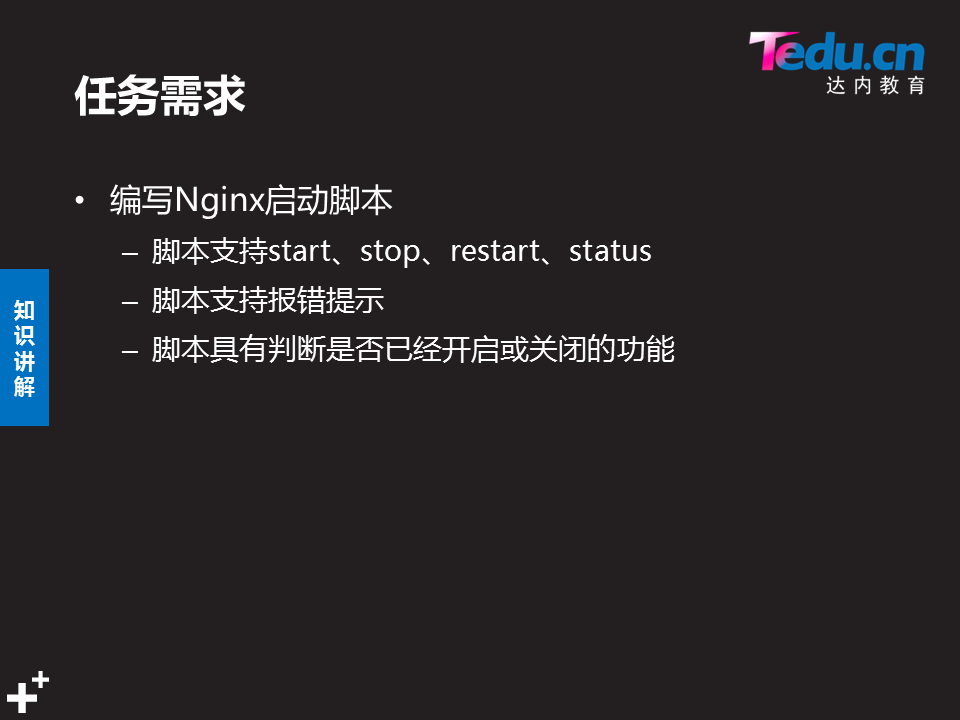 Tedu.cn
达内教育
任务需求
• 编写Nginx启动脚本
– 脚本支持start、stop、restart、status
– 脚本支持报错提示
– 脚本具有判断是否已经开启或关闭的功能
知识讲解